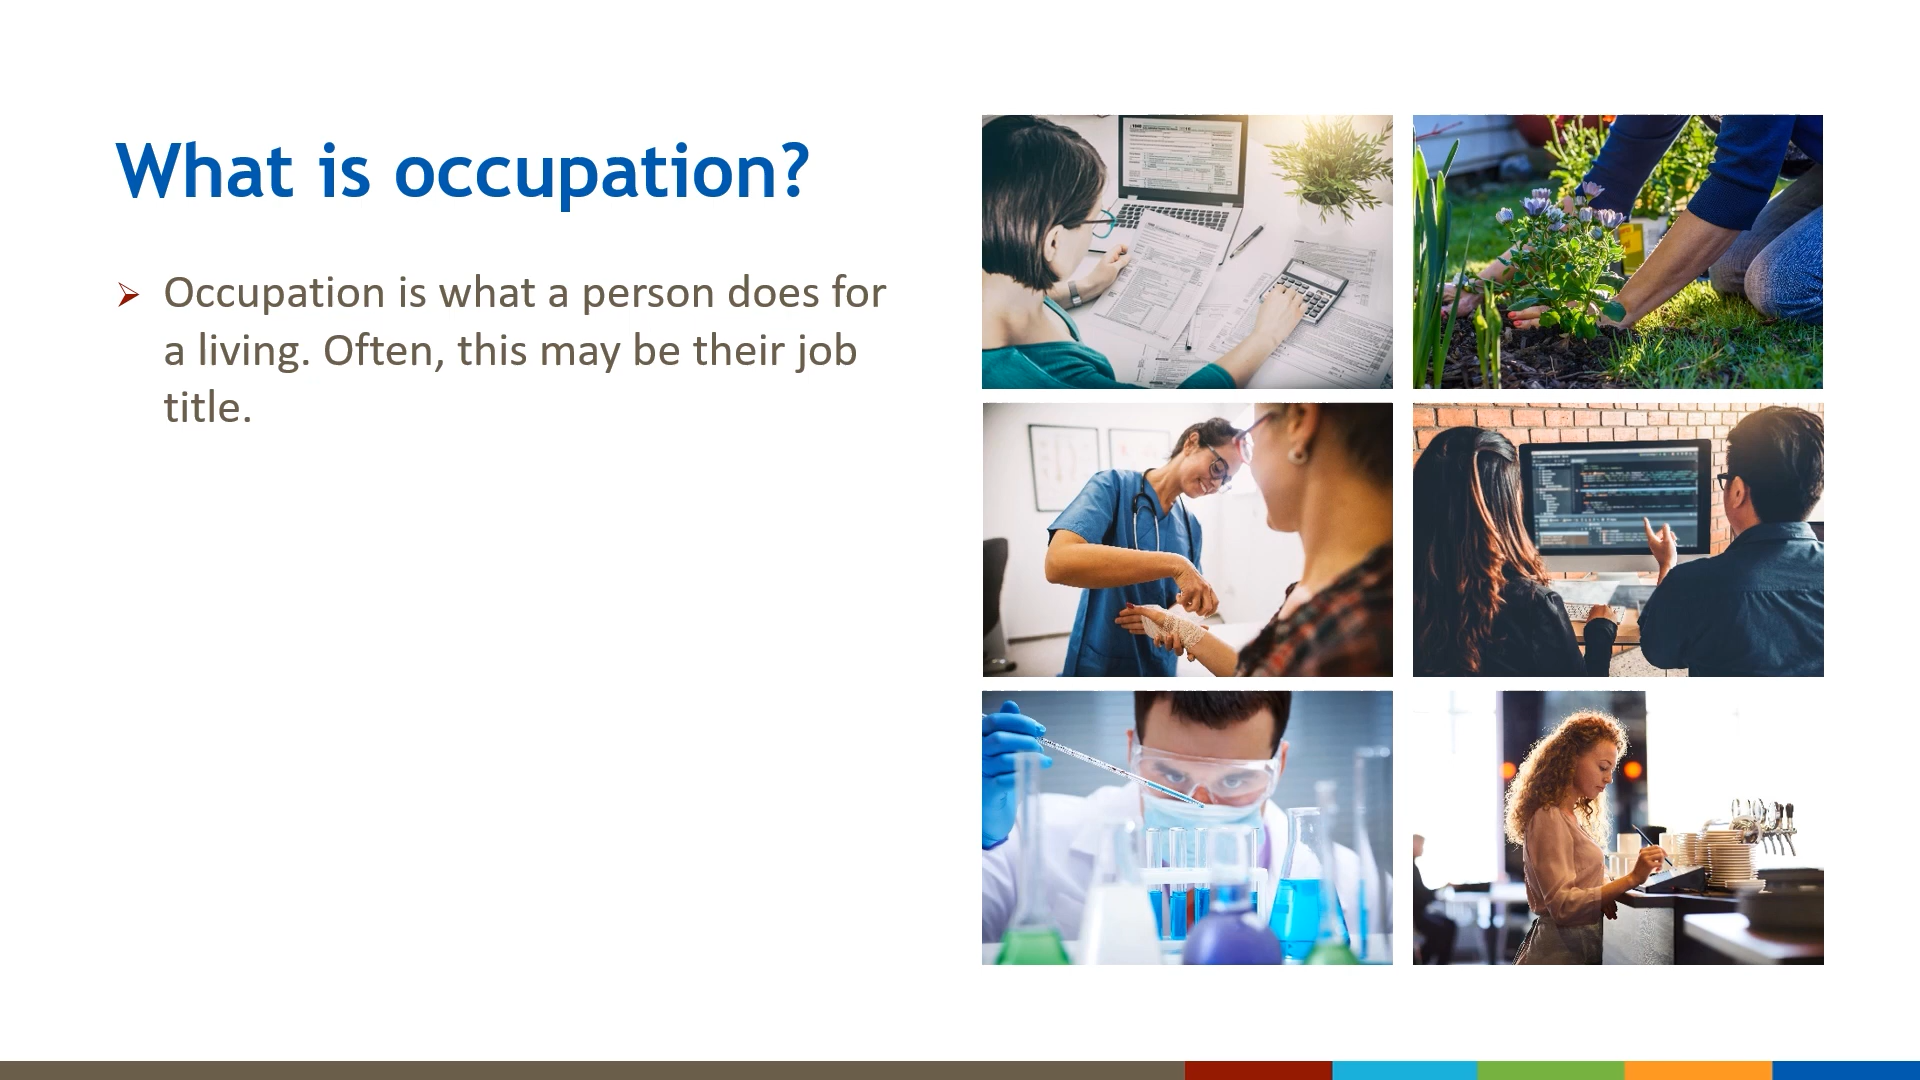 What is occupation?
Occupation is what a person does for
a living. Often, this may be their job
title.